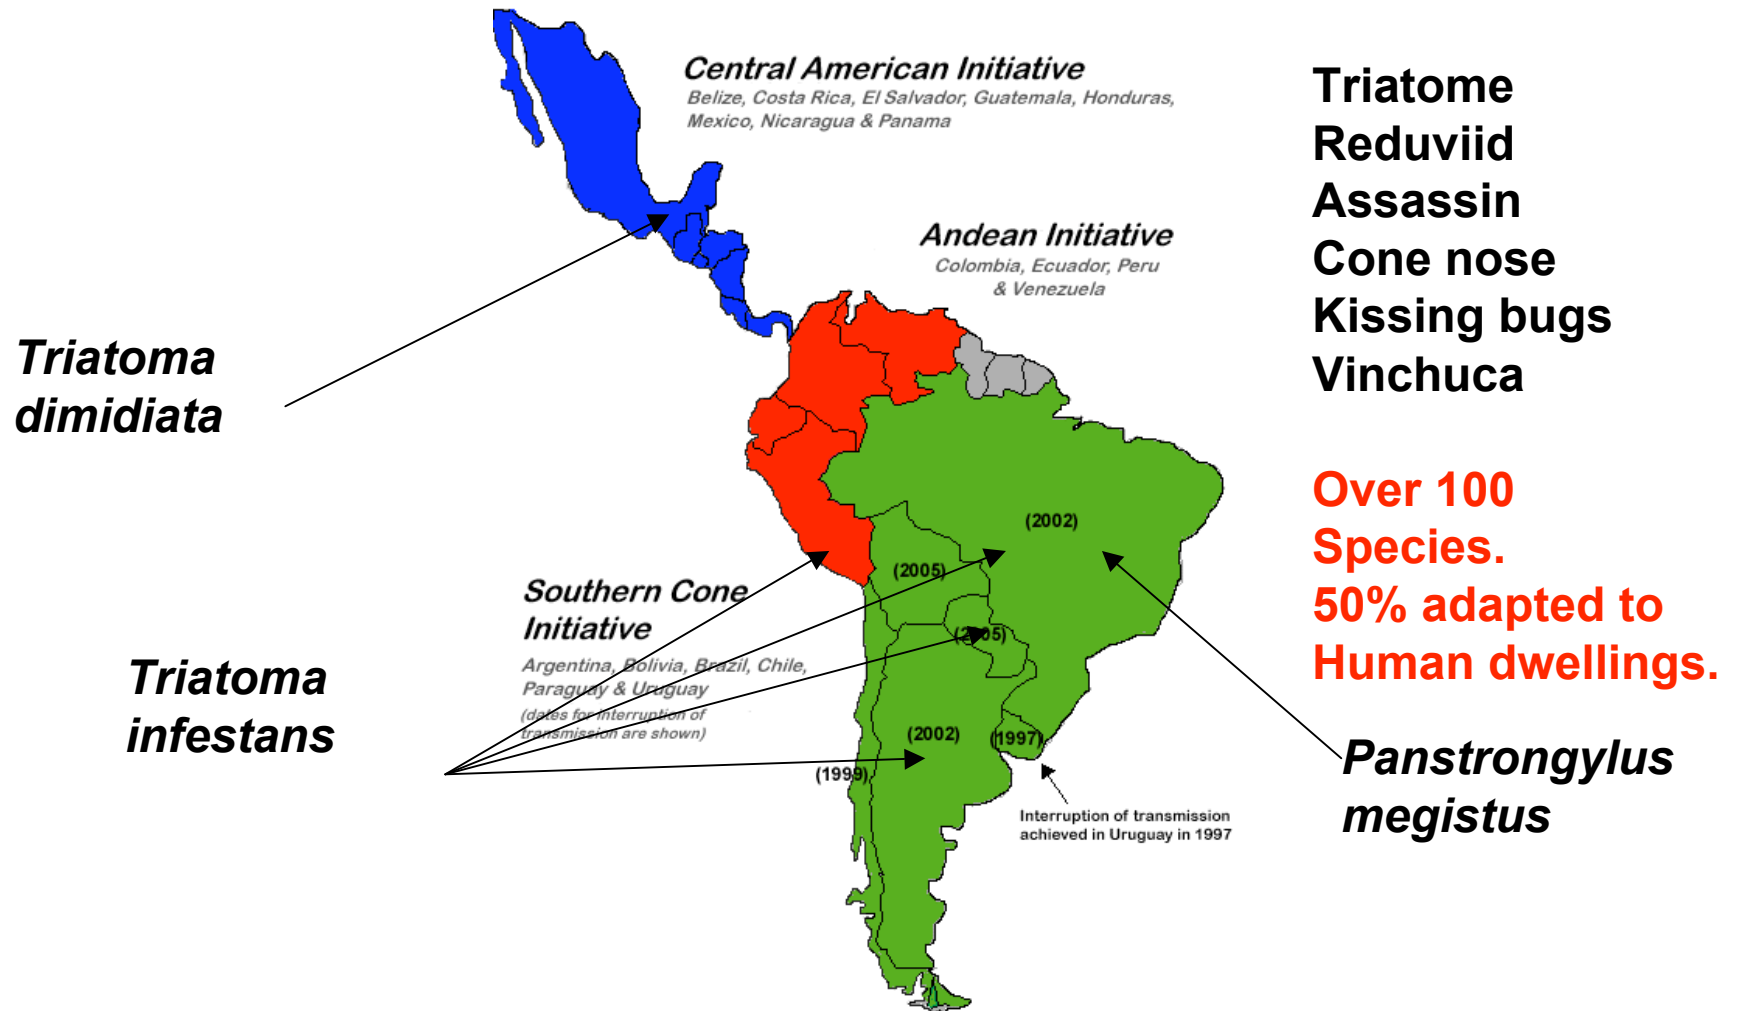 Central American Initiative
Belize, Costa Rica, El Salvador, Guatemala, Honduras,
Mexico, Nicaragua & Panama
Andean Initiative
Colombia, Ecuador, Peru
& Venezuela
Triatome
Reduviid
Assassin
Cone nose
Kissing bugs
Vinchuca
Over 100
Species.
50% adapted to
Human dwellings.
Triatoma
dimidiata
(2002)
(2005)
(2005)
(2002)
(1997)
(1999)
Southern Cone
Initiative
Argentina, Bolivia, Brazil, Chile,
Paraguay & Uruguay
(dates for interruption of
transmission are shown)
Triatoma
infestans
Interruption of transmission
achieved in Uruguay in 1997
Panstrongylus
megistus